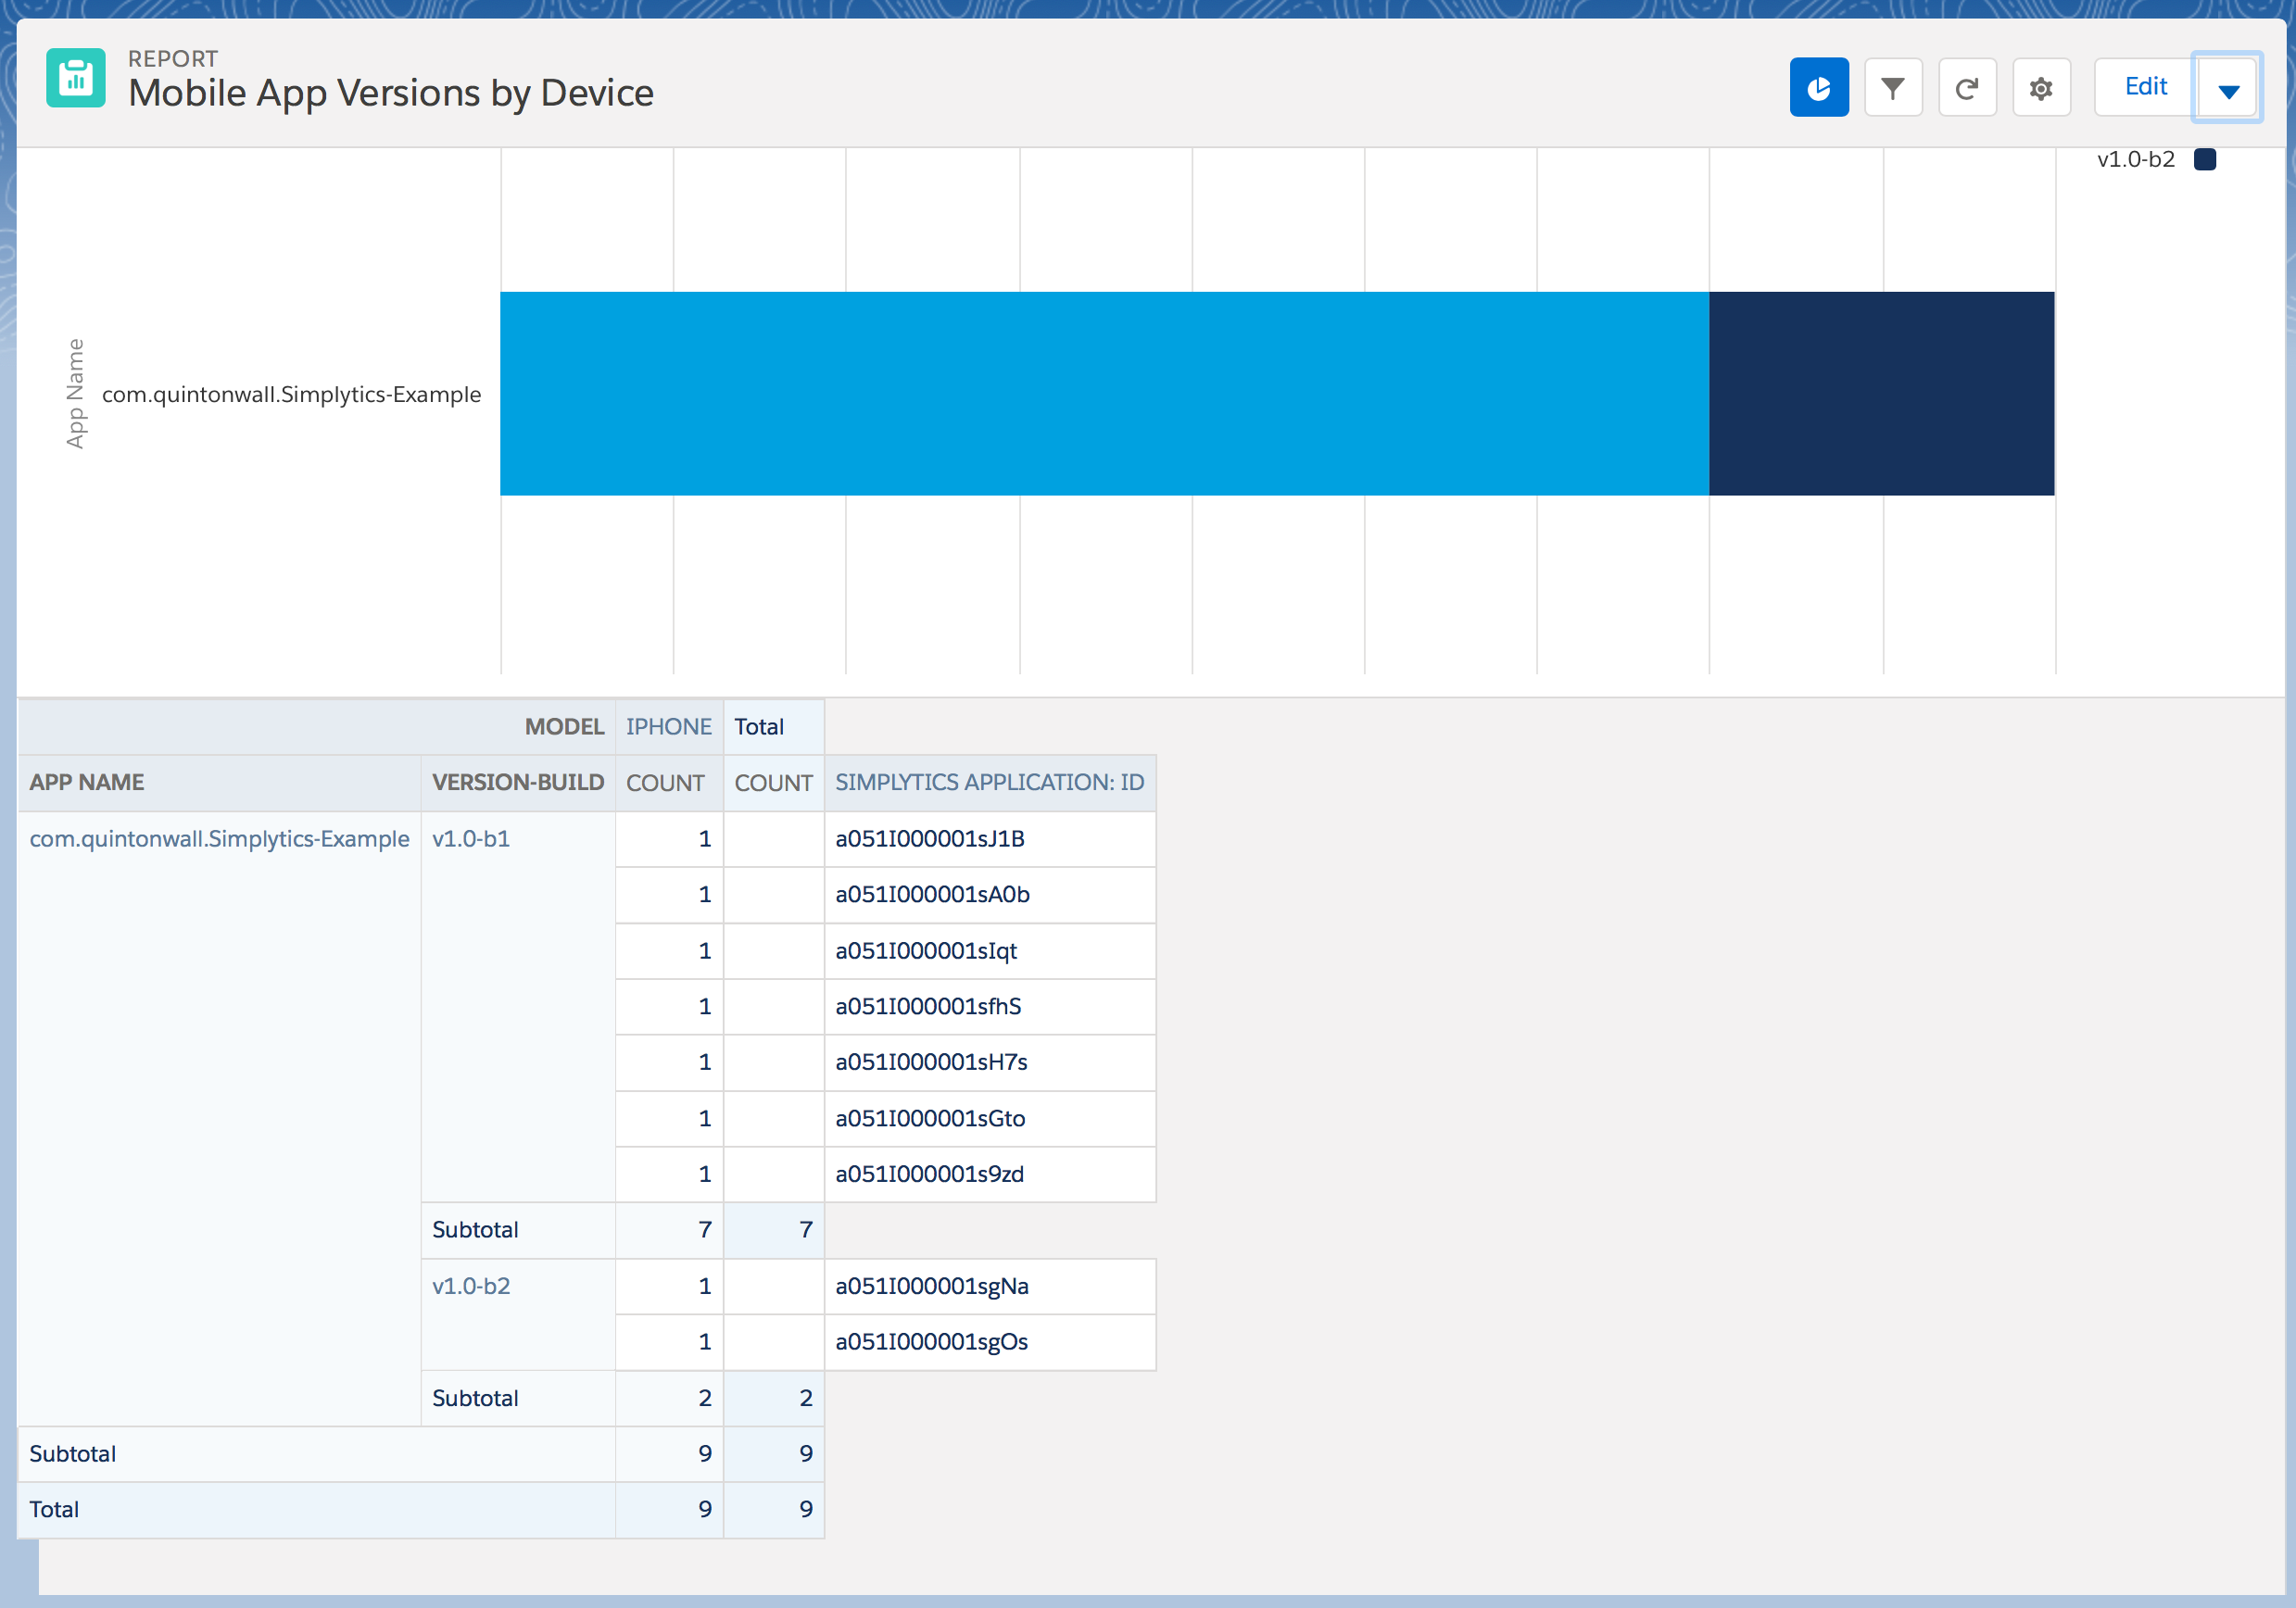 REPORT
Mobile App Versions by Device
Edit
v1.0-b2
App Name
com.quintonwall.Simplytics-Example
MODEL IPHONE Total
APP NAME VERSION-BUILD COUNT COUNT SIMPLYTICS APPLICATION: ID
com.quintonwall.Simplytics-Example v1.0-b1 1 a051I000001sJ1B
1 a051I000001sA0b
1 a051I000001sIqt
1 a051I000001sfhS
1 a051I000001sH7s
1 a051I000001sGto
1 a051I000001s9zd
Subtotal 7 7
v1.0-b2 1 a051I000001sgNa
1 a051I000001sgOs
Subtotal 2 2
Subtotal 9 9
Total 9 9